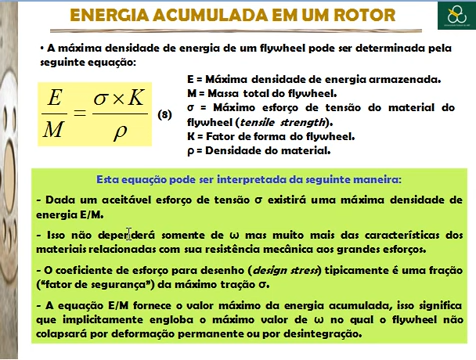 ENERGIA ACUMULADA EM UM ROTOR
• A máxima densidade de energia de um flywheel pode ser determinada pela
seguinte equação:
E/M = σ×K/ρ (8)
E = Máxima densidade de energia armazenada.
M = Massa total do flywheel.
σ = Máximo esforço de tensão do material do
flywheel (tensile strength).
K = Fator de forma do flywheel.
ρ = Densidade do material.
Esta equação pode ser interpretada da seguinte maneira:
- Dada um aceitável esforço de tensão σ existirá uma máxima densidade de
energia E/M.
- Isso não dependerá somente de ω mas muito mais das características dos
materiais relacionadas com sua resistência mecânica aos grandes esforços.
- O coeficiente de esforço para desenho (design stress) tipicamente é uma fração
("fator de segurança") da máximo tração σ.
- A equação E/M fornece o valor máximo da energia acumulada, isso significa
que implicitamente engloba o máximo valor de ω no qual o flywheel não
colapsará por deformação permanente ou por desintegração.